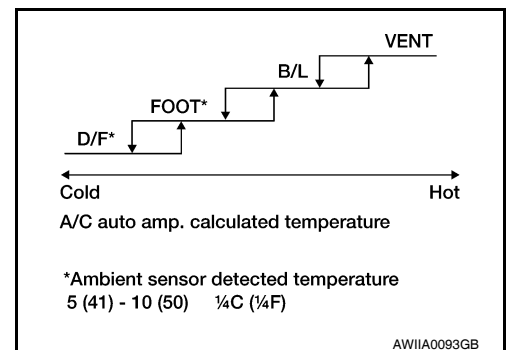 VENT
B/L
FOOT*
D/F*
Cold Hot
A/C auto amp. calculated temperature
*Ambient sensor detected temperature
5 (41) - 10 (50) ¼C (¼F)
AWIIA0093GB